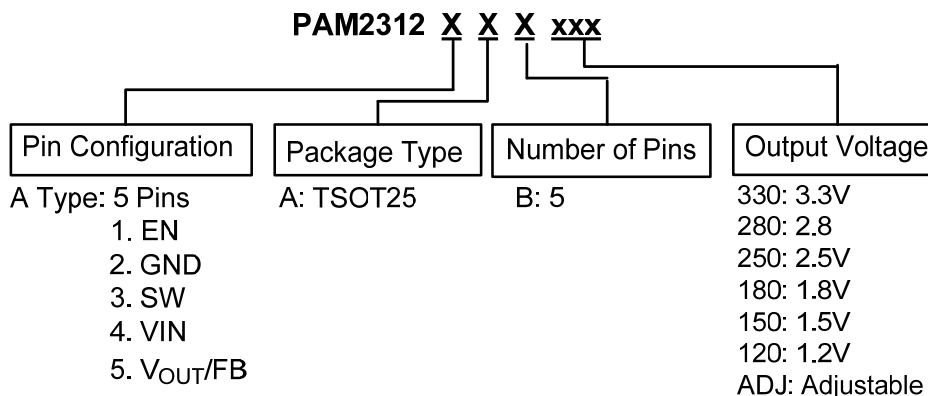 PAM2312 X X X xxx
Pin Configuration
A Type: 5 Pins
1. EN
2. GND
3. SW
4. VIN
5. VOUT/FB
Package Type
A: TSOT25
Number of Pins
B: 5
Output Voltage
330: 3.3V
280: 2.8
250: 2.5V
180: 1.8V
150: 1.5V
120: 1.2V
ADJ: Adjustable